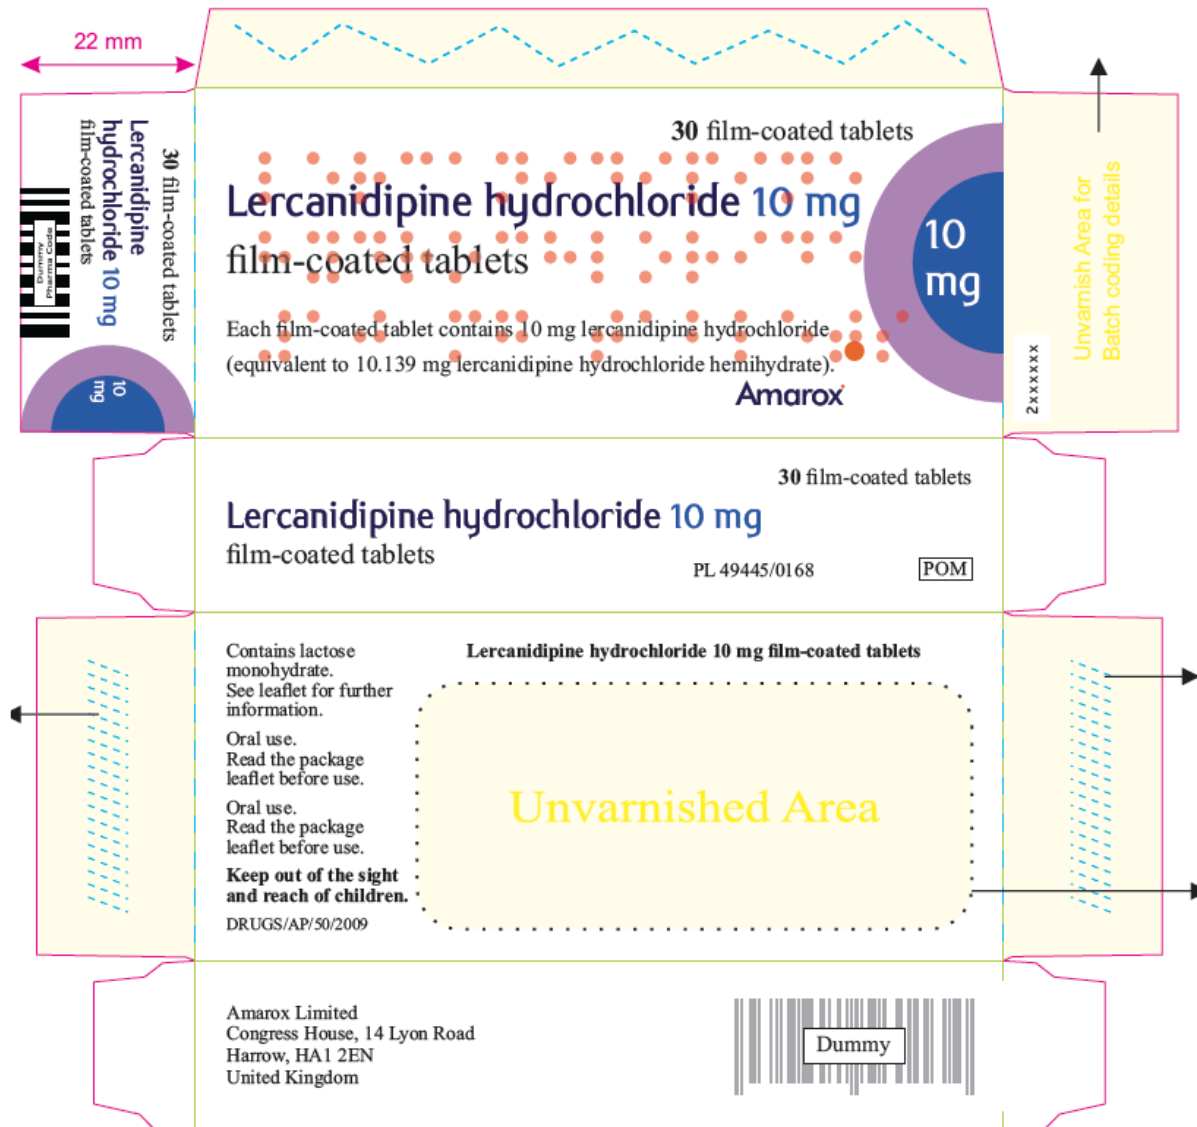 22 mm
30 film-coated tablets
Lercanidipine hydrochloride 10 mg
film-coated tablets
Each film-coated tablet contains 10 mg lercanidipine hydrochloride
(equivalent to 10.139 mg lercanidipine hydrochloride hemihydrate).
Amarox
10
mg
30 film-coated tablets
Lercanidipine
hydrochloride 10 mg
film-coated tablets
Dummy
Pharma Code
10
mg
Unvarnish Area for
Batch coding details
2xxxxxx
30 film-coated tablets
Lercanidipine hydrochloride 10 mg
film-coated tablets
PL 49445/0168
POM
Contains lactose
monohydrate.
See leaflet for further
information.
Oral use.
Read the package
leaflet before use.
Oral use.
Read the package
leaflet before use.
Keep out of the sight
and reach of children.
DRUGS/AP/50/2009
Lercanidipine hydrochloride 10 mg film-coated tablets
Unvarnished Area
Amarox Limited
Congress House, 14 Lyon Road
Harrow, HA1 2EN
United Kingdom
Dummy